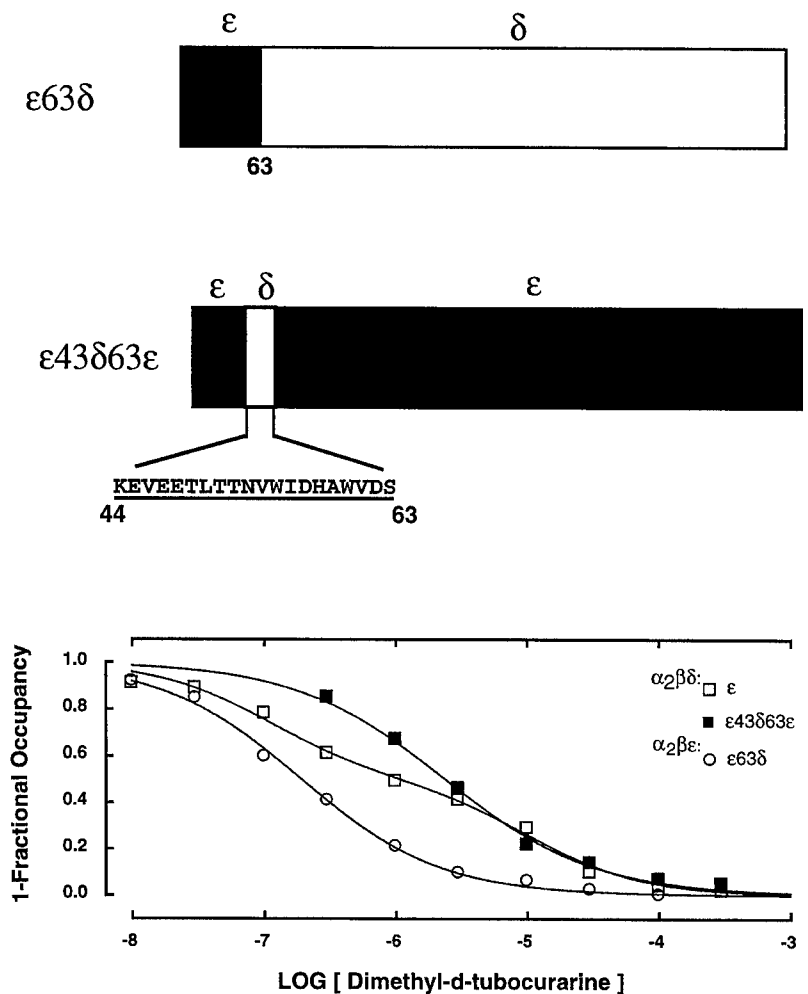 ε δ
ε63δ
63
ε δ ε
ε43δ63ε
KEVEETLTTNVWIDHAWVDS
44 63
1-Fractional Occupancy
1.0
0.8
0.6
0.4
0.2
0.0
α2βδ: □ ε
■ ε43δ63ε
α2βε: ○ ε63δ
-8 -7 -6 -5 -4 -3
LOG [ Dimethyl-d-tubocurarine ]